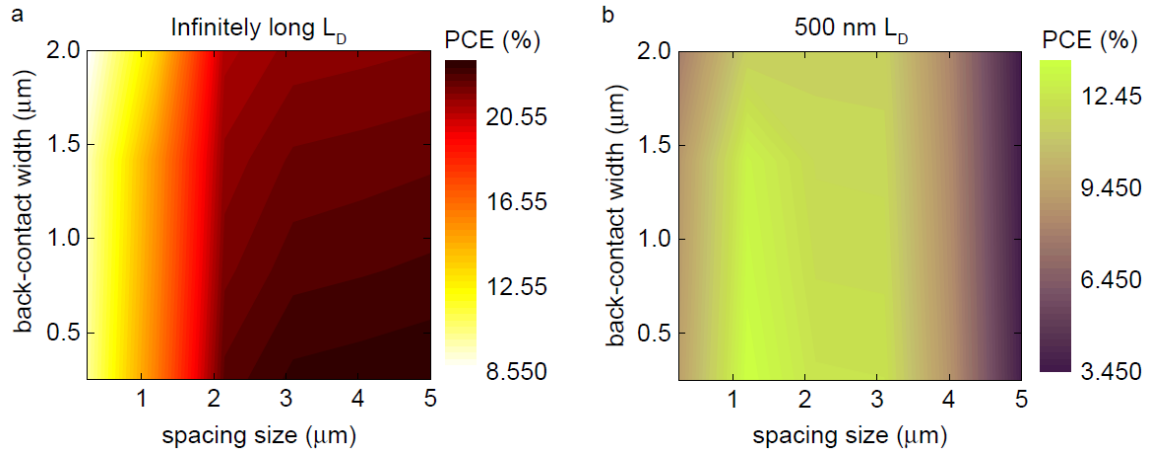 a
Infinitely long L_D
PCE (%)
2.0
1.5
1.0
0.5
back-contact width (μm)
1 2 3 4 5
spacing size (μm)
20.55
16.55
12.55
8.550
b
500 nm L_D
PCE (%)
2.0
1.5
1.0
0.5
back-contact width (μm)
1 2 3 4 5
spacing size (μm)
12.45
9.450
6.450
3.450